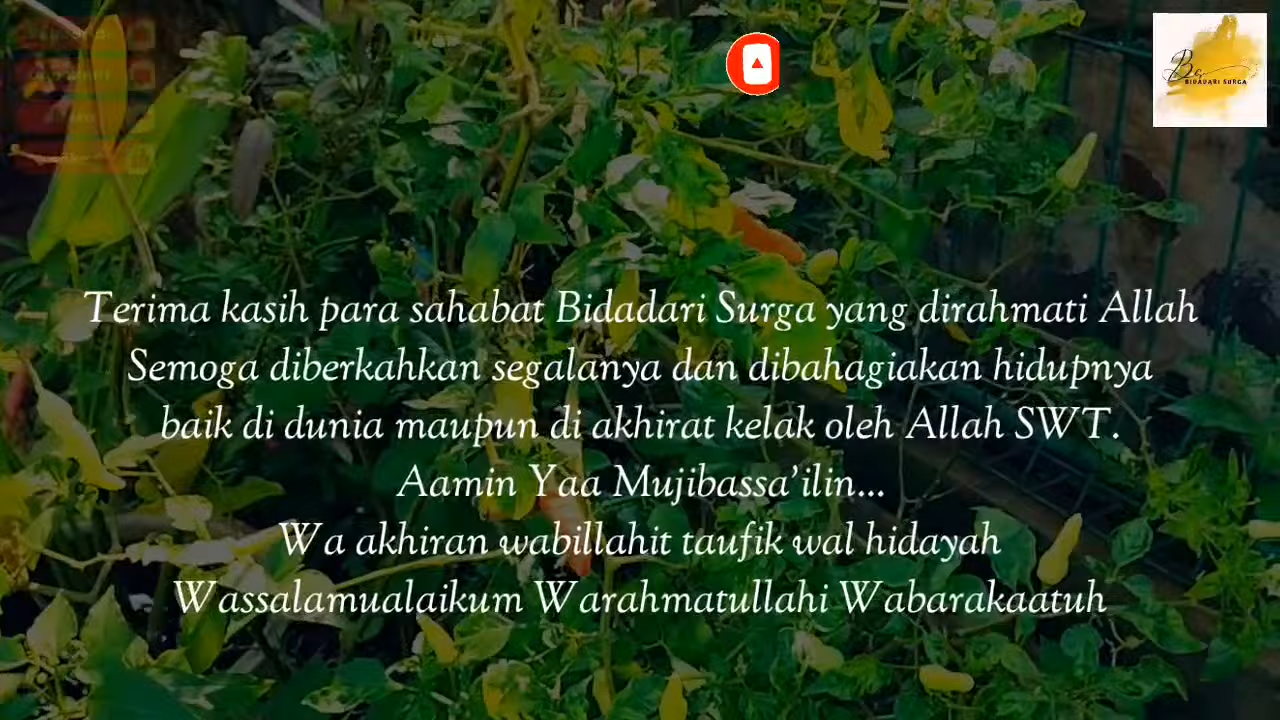 BIDADARI SURGA
Terima kasih para sahabat Bidadari Surga yang dirahmati Allah
Semoga diberkahkan segalanya dan dibahagiakan hidupnya
baik di dunia maupun di akhirat kelak oleh Allah SWT.
Aamin Yaa Mujibassa'ilin...
Wa akhiran wabillahit taufik wal hidayah
Wassalamualaikum Warahmatullahi Wabarakaatuh